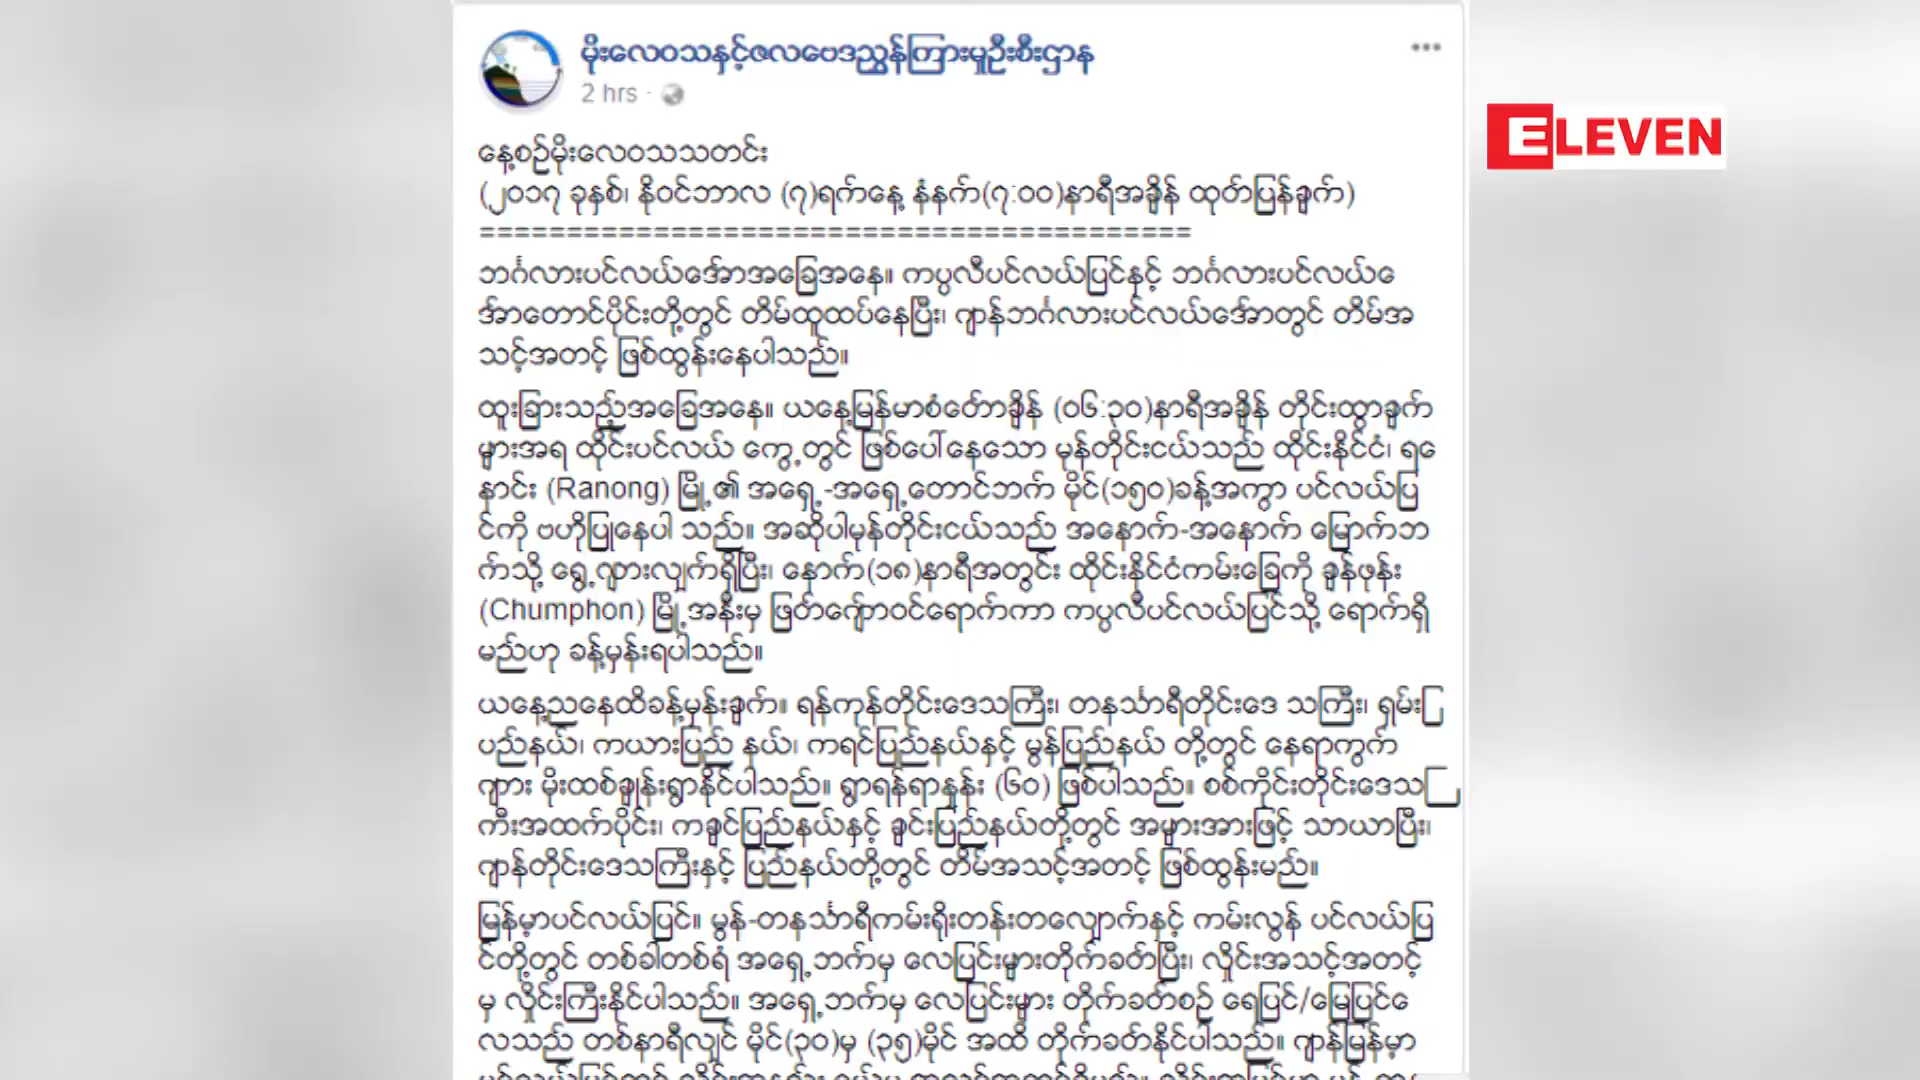 မိုးလေဝသနှင့်ဇလဗေဒညွှန်ကြားမှုဦးစီးဌာန
2 hrs ·
ELEVEN
နေ့စဉ်မိုးလေဝသသတင်း
(၂၀၁၇ ခုနှစ်၊ နိုဝင်ဘာလ (၇)ရက်နေ့ နံနက်(၇:၀၀)နာရီအချိန် ထုတ်ပြန်ချက်)
=========================================
ဘင်္ဂလားပင်လယ်အော်အခြေအနေ။ ကပ္ပလီပင်လယ်ပြင်နှင့် ဘင်္ဂလားပင်လယ်
အော်တောင်ပိုင်းတို့တွင် တိမ်ထူထပ်နေပြီး၊ ကျန်ဘင်္ဂလားပင်လယ်အော်တွင် တိမ်အ
သင့်အတင့် ဖြစ်ထွန်းနေပါသည်။
ထူးခြားသည့်အခြေအနေ။ ယနေ့မြန်မာစံတော်ချိန် (၀၆:၃၀)နာရီအချိန် တိုင်းထွာချက်
များအရ ထိုင်းပင်လယ် ကွေ့တွင် ဖြစ်ပေါ်နေသော မုန်တိုင်းငယ်သည် ထိုင်းနိုင်ငံ၊ ရ
နောင်း (Ranong) မြို့၏ အရှေ့-အရှေ့တောင်ဘက် မိုင်(၁၅၀)ခန့်အကွာ ပင်လယ်ပြ
င်ကို ဗဟိုပြုနေပါ သည်။ အဆိုပါမုန်တိုင်းငယ်သည် အနောက်-အနောက် မြောက်ဘ
က်သို့ ရွေ့လျားလျက်ရှိပြီး၊ နောက်(၁၈)နာရီအတွင်း ထိုင်းနိုင်ငံကမ်းခြေကို ချွန်ဖုန်း
(Chumphon) မြို့အနီးမှ ဖြတ်ကျော်ဝင်ရောက်ကာ ကပ္ပလီပင်လယ်ပြင်သို့ ရောက်ရှိ
မည်ဟု ခန့်မှန်းရပါသည်။
ယနေ့ညနေထိခန့်မှန်းချက်။ ရန်ကုန်တိုင်းဒေသကြီး၊ တနင်္သာရီတိုင်းဒေ သကြီး၊ ရှမ်း
ပြည်နယ်၊ ကယားပြည် နယ်၊ ကရင်ပြည်နယ်နှင့် မွန်ပြည်နယ် တို့တွင် နေရာကွက်
ကျား မိုးထစ်ချုန်းရွာနိုင်ပါသည်။ ရွာရန်ရာနှုန်း (၆၀) ဖြစ်ပါသည်။ စစ်ကိုင်းတိုင်းဒေသ
ကြီးအထက်ပိုင်း၊ ကချင်ပြည်နယ်နှင့် ချင်းပြည်နယ်တို့တွင် အများအားဖြင့် သာယာပြီး၊
ကျန်တိုင်းဒေသကြီးနှင့် ပြည်နယ်တို့တွင် တိမ်အသင့်အတင့် ဖြစ်ထွန်းမည်။
မြန်မာ့ပင်လယ်ပြင်။ မွန်-တနင်္သာရီကမ်းရိုးတန်းတလျှောက်နှင့် ကမ်းလွန် ပင်လယ်ပြ
င်တို့တွင် တစ်ခါတစ်ရံ အရှေ့ဘက်မှ လေပြင်းများတိုက်ခတ်ပြီး၊ လှိုင်းအသင့်အတင့်
မှ လှိုင်းကြီးနိုင်ပါသည်။ အရှေ့ဘက်မှ လေပြင်းများ တိုက်ခတ်စဉ် ရေပြင်/မြေပြင်
လေသည် တစ်နာရီလျှင် မိုင်(၃၀)မှ (၃၅)မိုင် အထိ တိုက်ခတ်နိုင်ပါသည်။ ကျန်မြန်မာ့